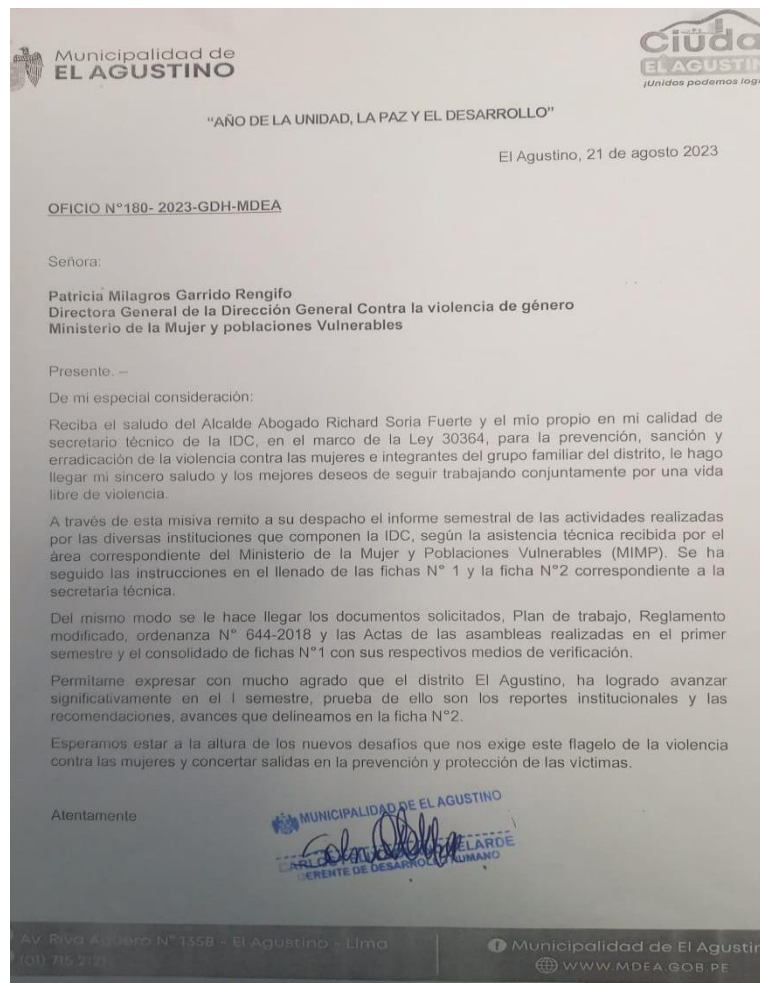 Municipalidad de
EL AGUSTINO
Ciuda
EL AGUSTIN
¡Unidos podemos logr
"AÑO DE LA UNIDAD, LA PAZ Y EL DESARROLLO"
El Agustino, 21 de agosto 2023
OFICIO N°180- 2023-GDH-MDEA
Señora:
Patricia Milagros Garrido Rengifo
Directora General de la Dirección General Contra la violencia de género
Ministerio de la Mujer y poblaciones Vulnerables
Presente. –
De mi especial consideración:
Reciba el saludo del Alcalde Abogado Richard Soria Fuerte y el mío propio en mi calidad de
secretario técnico de la IDC, en el marco de la Ley 30364, para la prevención, sanción y
erradicación de la violencia contra las mujeres e integrantes del grupo familiar del distrito, le hago
llegar mi sincero saludo y los mejores deseos de seguir trabajando conjuntamente por una vida
libre de violencia.
A través de esta misiva remito a su despacho el informe semestral de las actividades realizadas
por las diversas instituciones que componen la IDC, según la asistencia técnica recibida por el
área correspondiente del Ministerio de la Mujer y Poblaciones Vulnerables (MIMP). Se ha
seguido las instrucciones en el llenado de las fichas N° 1 y la ficha N°2 correspondiente a la
secretaría técnica.
Del mismo modo se le hace llegar los documentos solicitados, Plan de trabajo, Reglamento
modificado, ordenanza N° 644-2018 y las Actas de las asambleas realizadas en el primer
semestre y el consolidado de fichas N°1 con sus respectivos medios de verificación.
Permítame expresar con mucho agrado que el distrito El Agustino, ha logrado avanzar
significativamente en el I semestre, prueba de ello son los reportes institucionales y las
recomendaciones, avances que delineamos en la ficha N°2.
Esperamos estar a la altura de los nuevos desafíos que nos exige este flagelo de la violencia
contra las mujeres y concertar salidas en la prevención y protección de las víctimas.
Atentamente
MUNICIPALIDAD DE EL AGUSTINO
ELARDE
GERENTE DE DESARROLLO HUMANO
Av. Riva Agüero N° 1358 - El Agustino - Lima
(01) 715 2121
Municipalidad de El Agustin
WWW.MDEA.GOB.PE